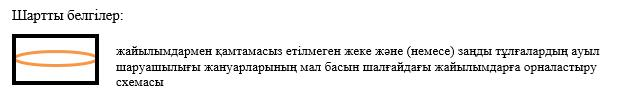 Шартты белгілер:
жайылымдармен қамтамасыз етілмеген жеке және (немесе) заңды тұлғалардың ауыл
шаруашылығы жануарларының мал басын шалғайдағы жайылымдарға орналастыру
схемасы